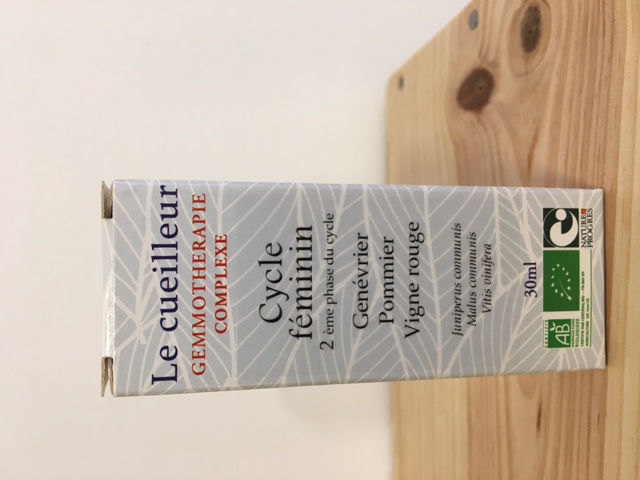 Le cueilleur
GEMMOTHERAPIE
COMPLEXE
Cycle
féminin
2 ème phase du cycle
Genévrier
Pommier
Vigne rouge
Juniperus communis
Malus communis
Vitis vinifera
30ml
AB
NATURE &
PROGRES